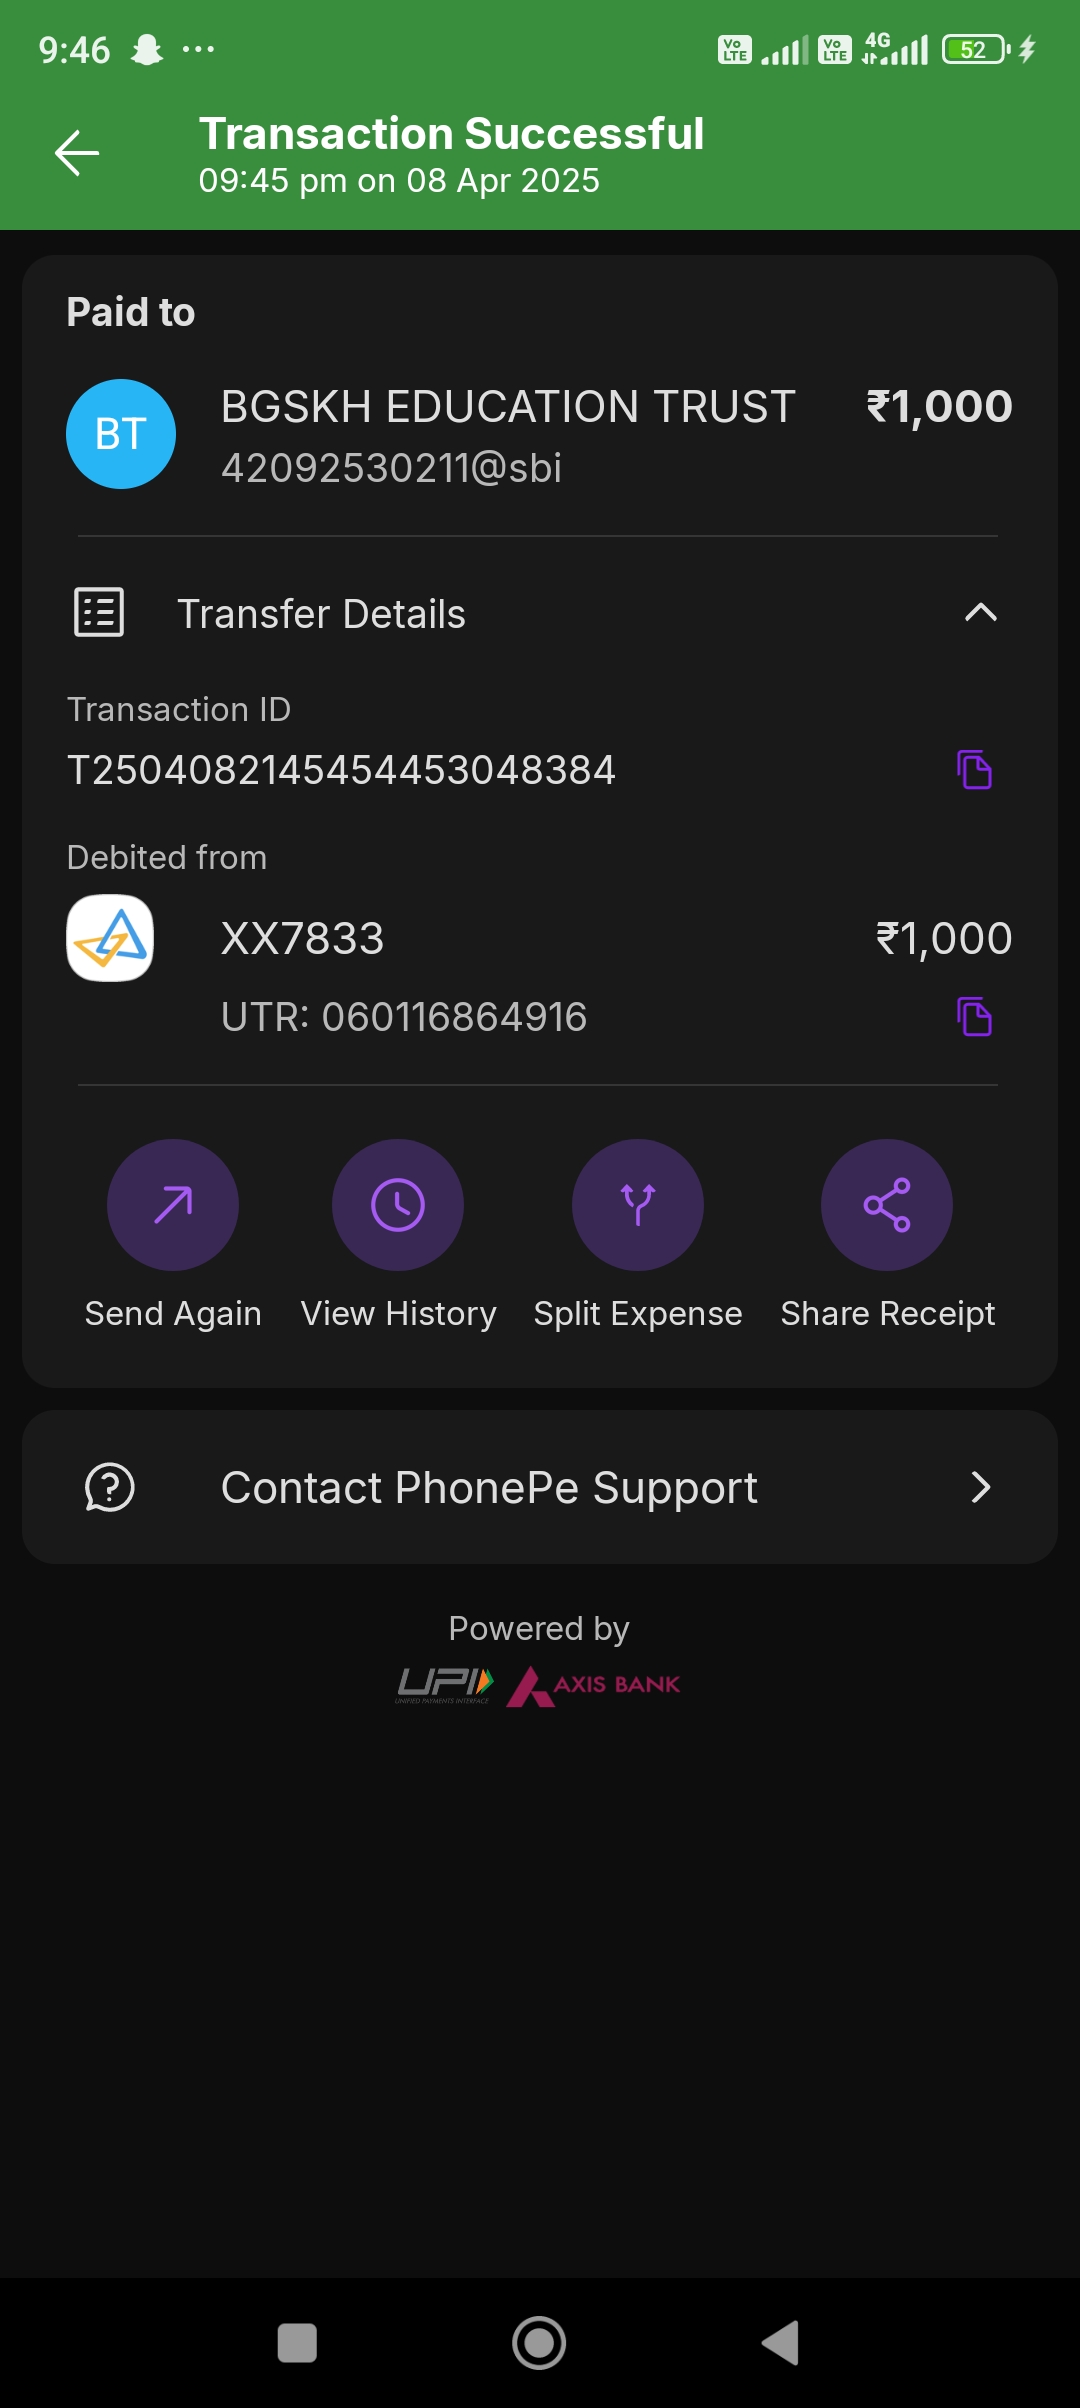 9:46
Vo LTE Vo LTE 4G 52
Transaction Successful
09:45 pm on 08 Apr 2025
Paid to
BT
BGSKH EDUCATION TRUST ₹1,000
42092530211@sbi
Transfer Details
Transaction ID
T2504082145454453048384
Debited from
XX7833 ₹1,000
UTR: 060116864916
Send Again View History Split Expense Share Receipt
Contact PhonePe Support
Powered by
UPI AXIS BANK
UNIFIED PAYMENTS INTERFACE